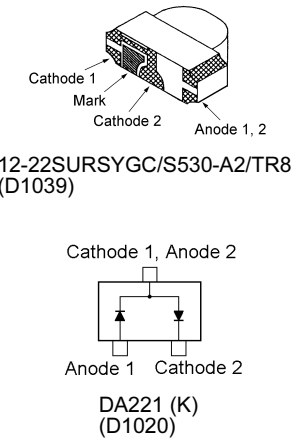 Cathode 1
Mark
Cathode 2
Anode 1, 2
12-22SURSYGC/S530-A2/TR8
(D1039)
Cathode 1, Anode 2
Anode 1 Cathode 2
DA221 (K)
(D1020)